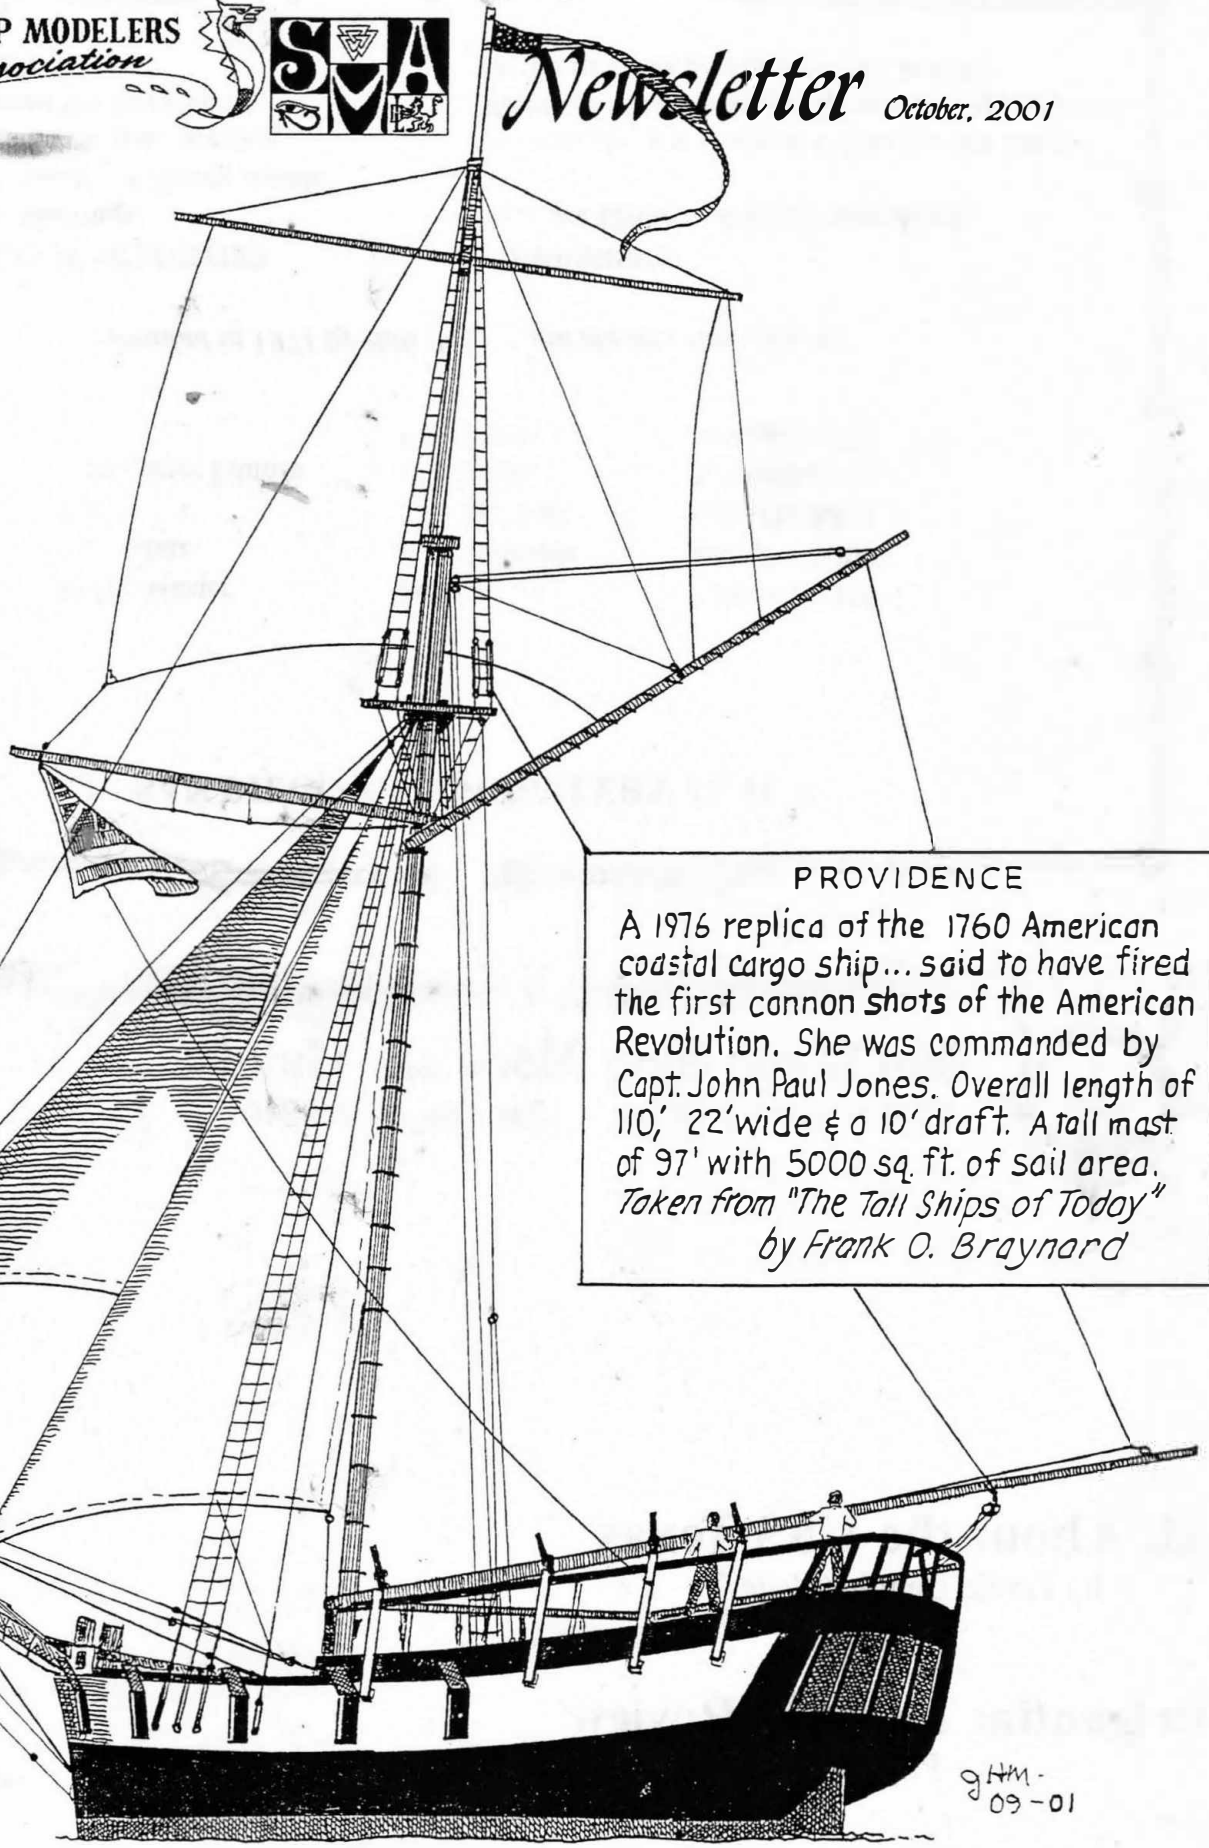 P MODELERS
sociation
SMA
Newsletter October, 2001
PROVIDENCE
A 1976 replica of the 1760 American
coastal cargo ship... said to have fired
the first cannon shots of the American
Revolution. She was commanded by
Capt. John Paul Jones. Overall length of
110,' 22' wide & a 10' draft. A tall mast
of 97' with 5000 sq. ft. of sail area.
Taken from "The Tall Ships of Today"
by Frank O. Braynard
gHM-
09-01